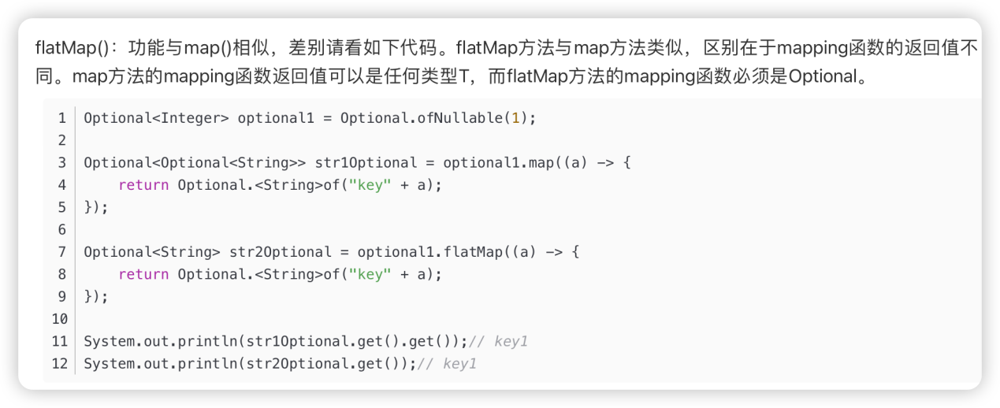 flatMap()：功能与map()相似，差别请看如下代码。flatMap方法与map方法类似，区别在于mapping函数的返回值不
同。map方法的mapping函数返回值可以是任何类型T，而flatMap方法的mapping函数必须是Optional。
1 Optional<Integer> optional1 = Optional.ofNullable(1);
2
3 Optional<Optional<String>> str1Optional = optional1.map((a) -> {
4     return Optional.<String>of("key" + a);
5 });
6
7 Optional<String> str2Optional = optional1.flatMap((a) -> {
8     return Optional.<String>of("key" + a);
9 });
10
11 System.out.println(str1Optional.get().get());// key1
12 System.out.println(str2Optional.get());// key1